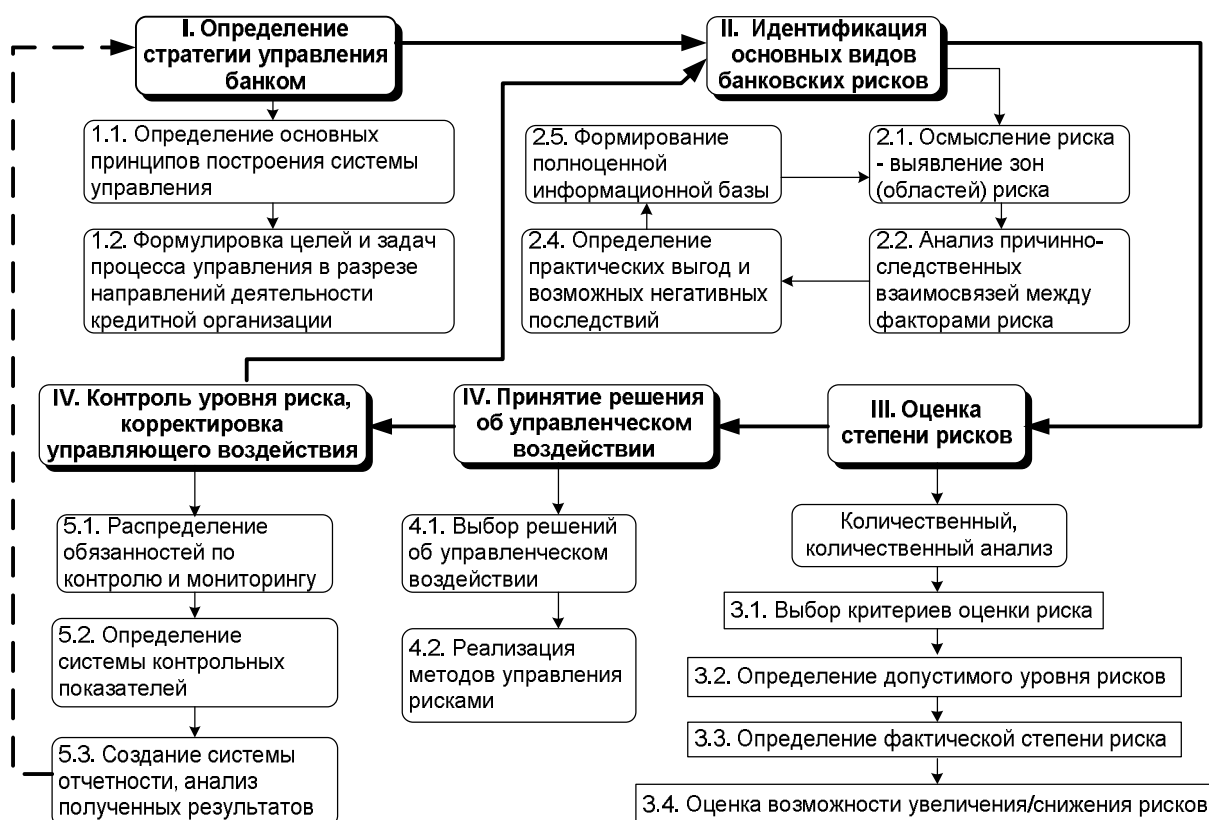 I. Определение
стратегии управления
банком
II. Идентификация
основных видов
банковских рисков
1.1. Определение основных
принципов построения системы
управления
1.2. Формулировка целей и задач
процесса управления в разрезе
направлений деятельности
кредитной организации
2.5. Формирование
полноценной
информационной базы
2.1. Осмысление риска
- выявление зон
(областей) риска
2.4. Определение
практических выгод и
возможных негативных
последствий
2.2. Анализ причинно-
следственных
взаимосвязей между
факторами риска
IV. Контроль уровня риска,
корректировка
управляющего воздействия
IV. Принятие решения
об управленческом
воздействии
III. Оценка
степени рисков
5.1. Распределение
обязанностей по
контролю и мониторингу
5.2. Определение
системы контрольных
показателей
5.3. Создание системы
отчетности, анализ
полученных результатов
4.1. Выбор решений
об управленческом
воздействии
4.2. Реализация
методов управления
рисками
Количественный,
количественный анализ
3.1. Выбор критериев оценки риска
3.2. Определение допустимого уровня рисков
3.3. Определение фактической степени риска
3.4. Оценка возможности увеличения/снижения рисков